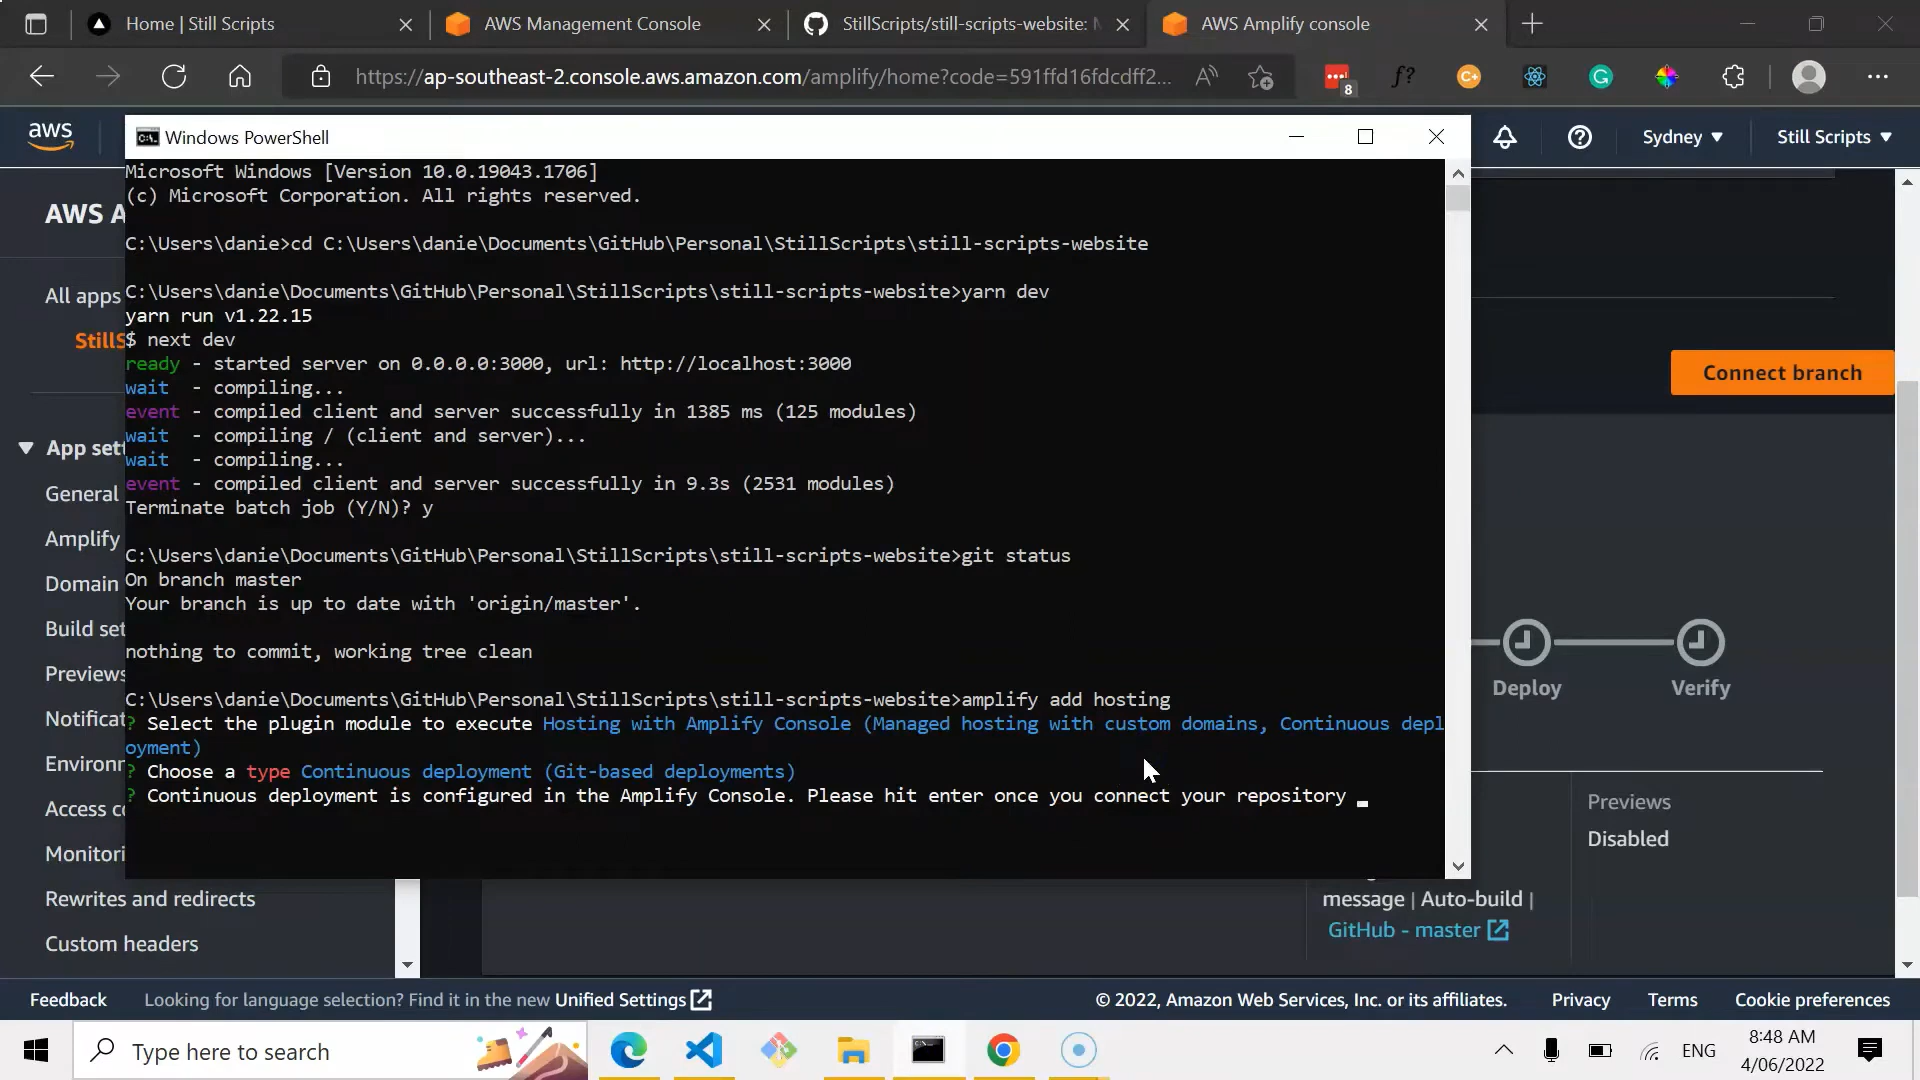 Home | Still Scripts
AWS Management Console
StillScripts/still-scripts-website:
AWS Amplify console
https://ap-southeast-2.console.aws.amazon.com/amplify/home?code=591ffd16fdcdff2...
8
aws
Windows PowerShell
Sydney
Still Scripts
Microsoft Windows [Version 10.0.19043.1706]
(c) Microsoft Corporation. All rights reserved.
C:\Users\danie>cd C:\Users\danie\Documents\GitHub\Personal\StillScripts\still-scripts-website
C:\Users\danie\Documents\GitHub\Personal\StillScripts\still-scripts-website>yarn dev
yarn run v1.22.15
$ next dev
ready - started server on 0.0.0.0:3000, url: http://localhost:3000
wait  - compiling...
event - compiled client and server successfully in 1385 ms (125 modules)
wait  - compiling / (client and server)...
wait  - compiling...
event - compiled client and server successfully in 9.3s (2531 modules)
Terminate batch job (Y/N)? y
C:\Users\danie\Documents\GitHub\Personal\StillScripts\still-scripts-website>git status
On branch master
Your branch is up to date with 'origin/master'.
nothing to commit, working tree clean
C:\Users\danie\Documents\GitHub\Personal\StillScripts\still-scripts-website>amplify add hosting
? Select the plugin module to execute Hosting with Amplify Console (Managed hosting with custom domains, Continuous depl
oyment)
? Choose a type Continuous deployment (Git-based deployments)
? Continuous deployment is configured in the Amplify Console. Please hit enter once you connect your repository
AWS A
All apps
StillS
App sett
General
Amplify
Domain
Build set
Previews
Notificat
Environm
Access co
Monitori
Rewrites and redirects
Custom headers
Connect branch
Deploy
Verify
Previews
Disabled
message | Auto-build |
GitHub - master
Feedback
Looking for language selection? Find it in the new Unified Settings
© 2022, Amazon Web Services, Inc. or its affiliates.
Privacy
Terms
Cookie preferences
Type here to search
ENG
8:48 AM
4/06/2022